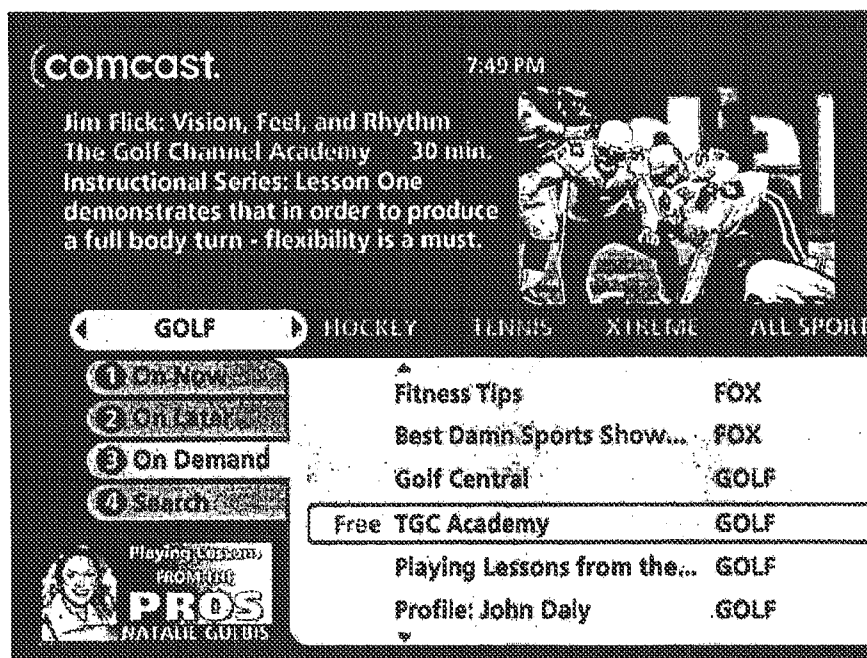 comcast.
7:49 PM
Jim Flick: Vision, Feel, and Rhythm
The Golf Channel Academy 30 min.
Instructional Series: Lesson One
demonstrates that in order to produce
a full body turn - flexibility is a must.
GOLF HOCKEY TENNIS XTREME ALL SPORT
1 On Now
2 On Later
3 On Demand
4 Search
Fitness Tips FOX
Best Damn Sports Show... FOX
Golf Central GOLF
Free TGC Academy GOLF
Playing Lessons from the... GOLF
Profile: John Daly GOLF
Playing Lessons
FROM THE
PROS
NATALIE GULBIS